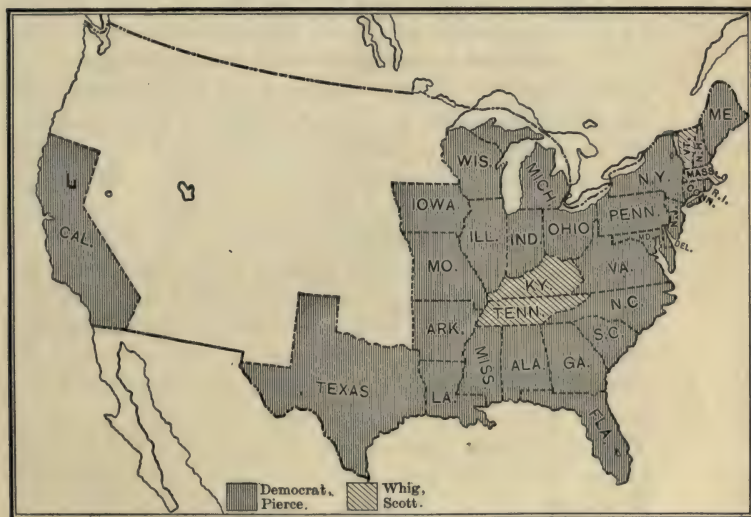 ME.
VT.
N.H.
MASS.
R.I.
N.Y.
WIS.
MICH.
IOWA
PENN.
ILL.
IND.
OHIO
N.J.
MD.
DEL.
CAL.
MO.
VA.
KY.
N.C.
TENN.
ARK.
S.C.
MISS
ALA.
GA.
TEXAS
LA.
FLA.
Democrat,
Pierce.
Whig,
Scott.